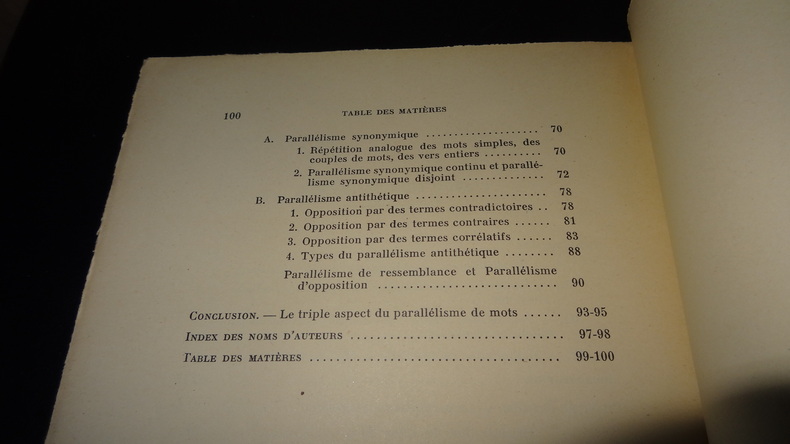 100 TABLE DES MATIÈRES
A. Parallélisme synonymique .................... 70
1. Répétition analogue des mots simples, des
couples de mots, des vers entiers .......... 70
2. Parallélisme synonymique continu et parallé-
lisme synonymique disjoint .............. 72
B. Parallélisme antithétique ....................... 78
1. Opposition par des termes contradictoires .. 78
2. Opposition par des termes contraires ...... 81
3. Opposition par des termes corrélatifs ...... 83
4. Types du parallélisme antithétique ........ 88
Parallélisme de ressemblance et Parallélisme
d'opposition ............................ 90
CONCLUSION. — Le triple aspect du parallélisme de mots ...... 93-95
INDEX DES NOMS D'AUTEURS ................................ 97-98
TABLE DES MATIÈRES ...................................... 99-100